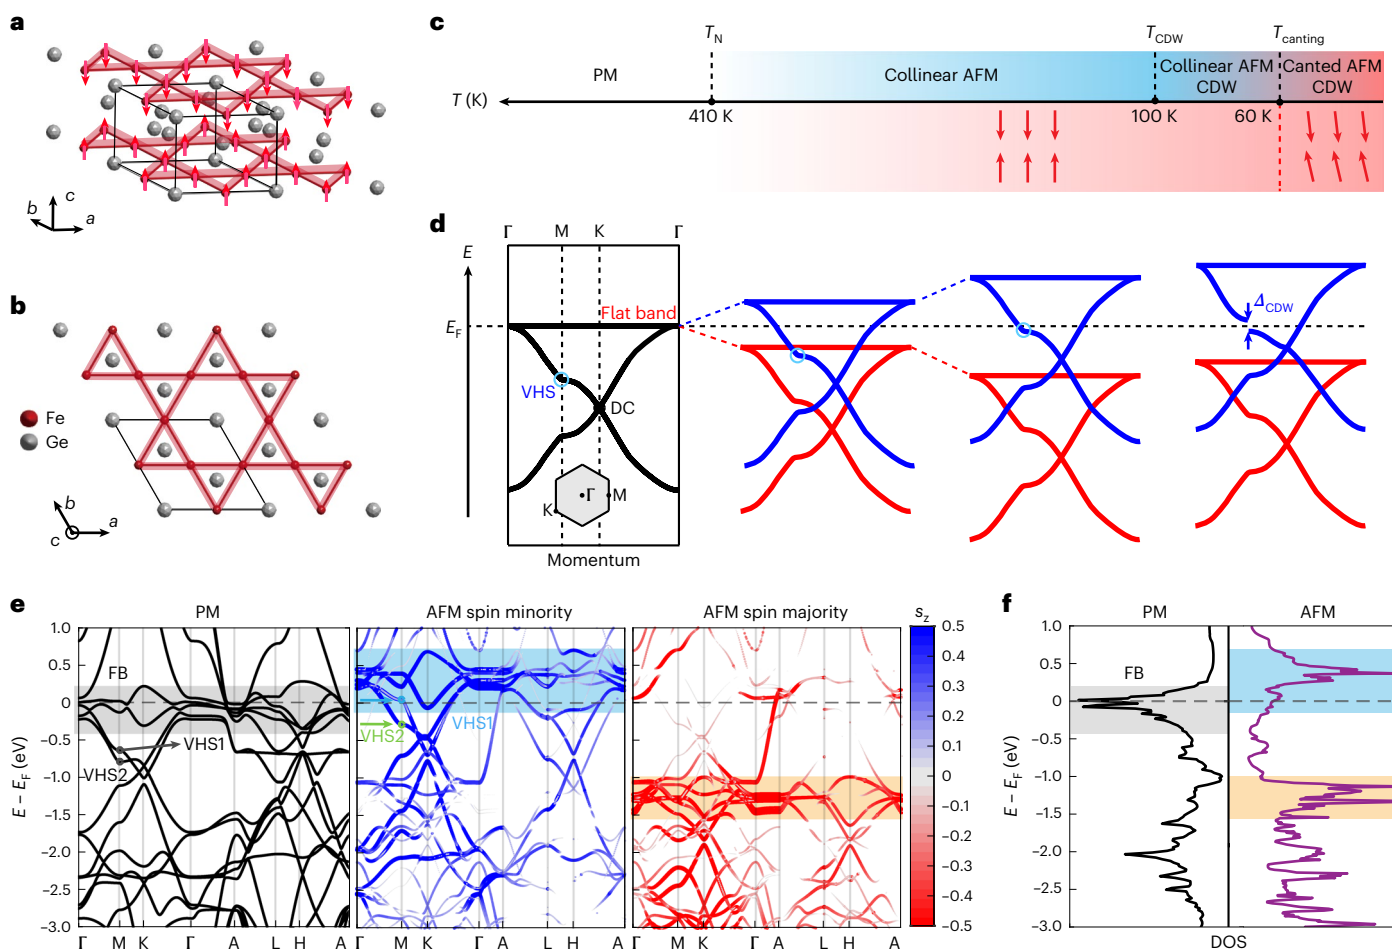 a
c
b
a
c
T_N
T_CDW
T_canting
PM
Collinear AFM
Collinear AFM
CDW
Canted AFM
CDW
T (K)
410 K
100 K
60 K
b
Fe
Ge
b
a
c
d
Γ
M
K
Γ
E
E_F
Flat band
VHS
DC
Γ
M
K
Momentum
Δ_CDW
e
PM
AFM spin minority
AFM spin majority
s_z
E − E_F (eV)
1.0
0.5
0
−0.5
−1.0
−1.5
−2.0
−2.5
−3.0
FB
VHS1
VHS2
VHS1
VHS2
0.5
0.4
0.3
0.2
0.1
0
−0.1
−0.2
−0.3
−0.4
−0.5
Γ M K Γ A L H A
Γ M K Γ A L H A
Γ M K Γ A L H A
f
PM
AFM
E − E_F (eV)
1.0
0.5
0
−0.5
−1.0
−1.5
−2.0
−2.5
−3.0
FB
DOS